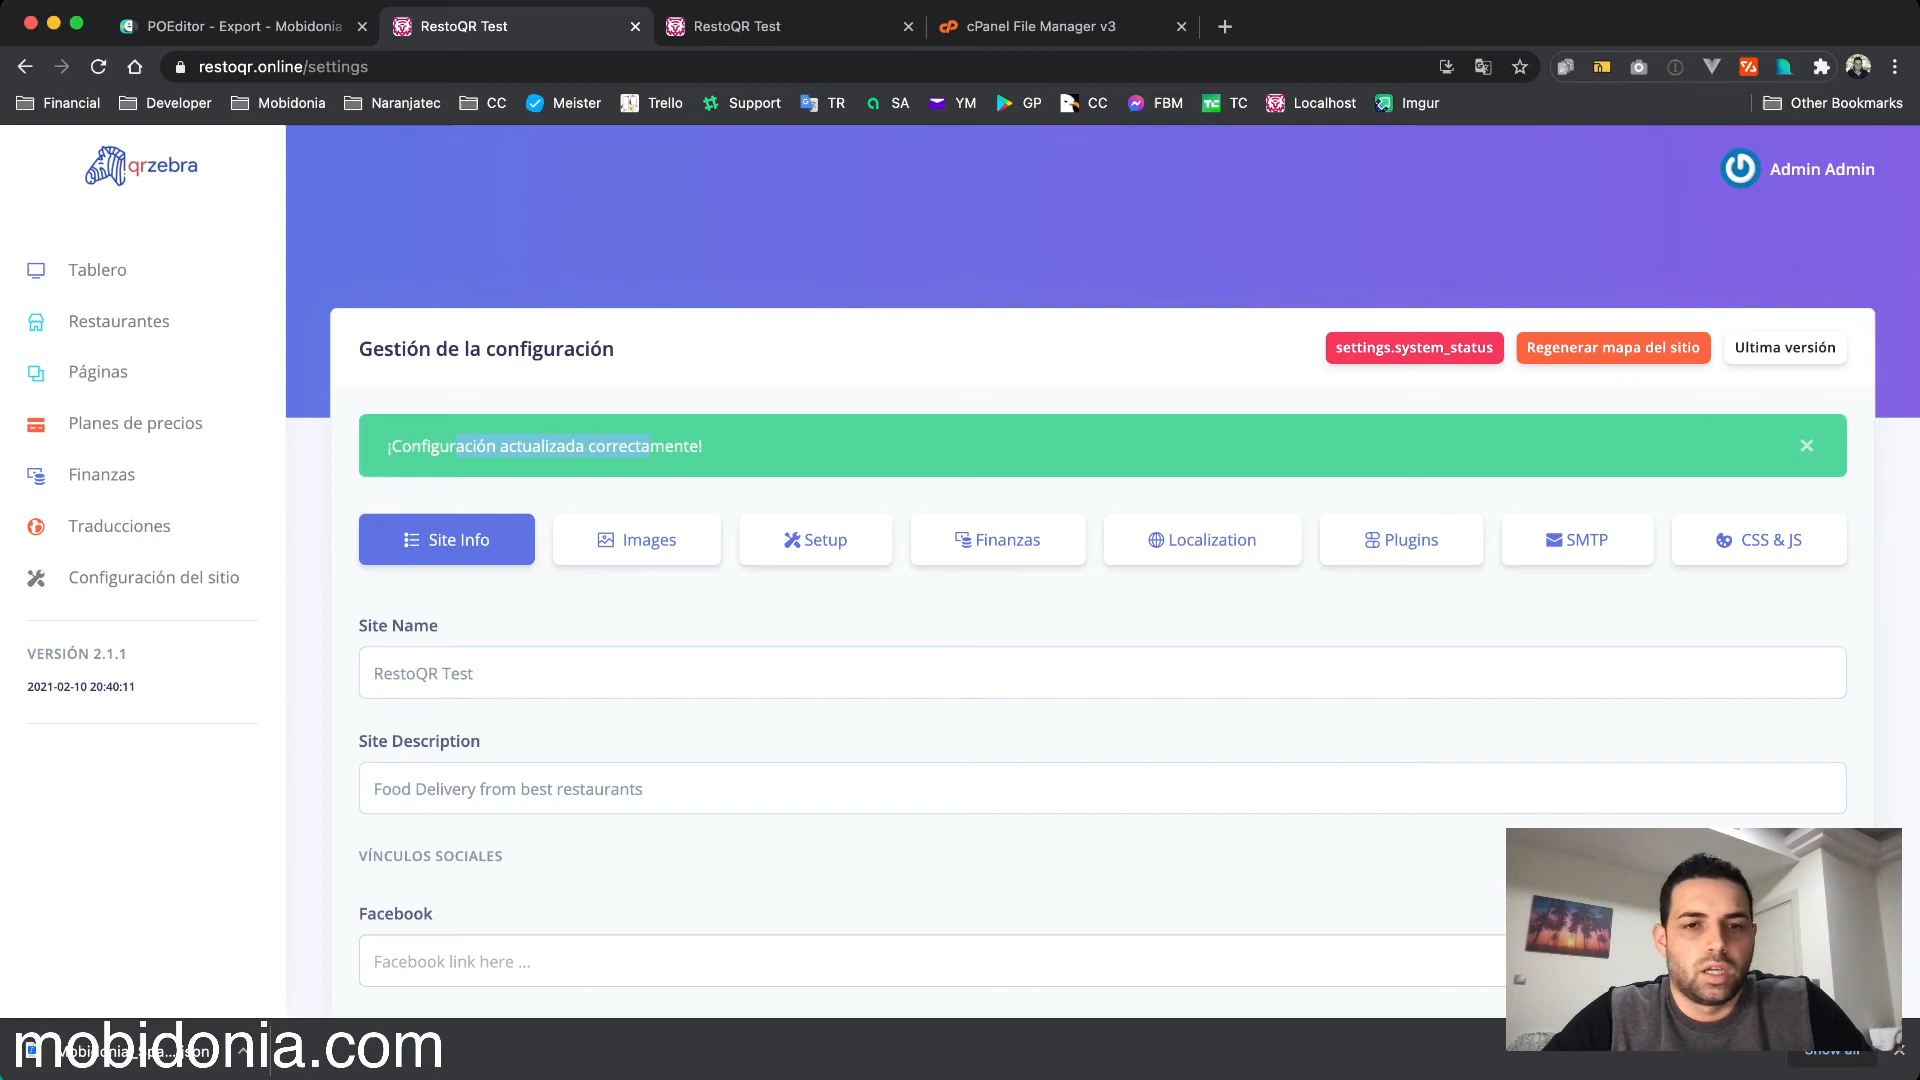 POEditor - Export - Mobidonia
RestoQR Test
RestoQR Test
cPanel File Manager v3
restoqr.online/settings
Financial
Developer
Mobidonia
Naranjatec
CC
Meister
Trello
Support
TR
SA
YM
GP
CC
FBM
TC
Localhost
Imgur
Other Bookmarks
qrzebra
Admin Admin
Tablero
Restaurantes
Páginas
Planes de precios
Finanzas
Traducciones
Configuración del sitio
VERSIÓN 2.1.1
2021-02-10 20:40:11
Gestión de la configuración
settings.system_status
Regenerar mapa del sitio
Ultima versión
¡Configuración actualizada correctamente!
Site Info
Images
Setup
Finanzas
Localization
Plugins
SMTP
CSS & JS
Site Name
RestoQR Test
Site Description
Food Delivery from best restaurants
VÍNCULOS SOCIALES
Facebook
Facebook link here ...
mobidonia.com
Show all